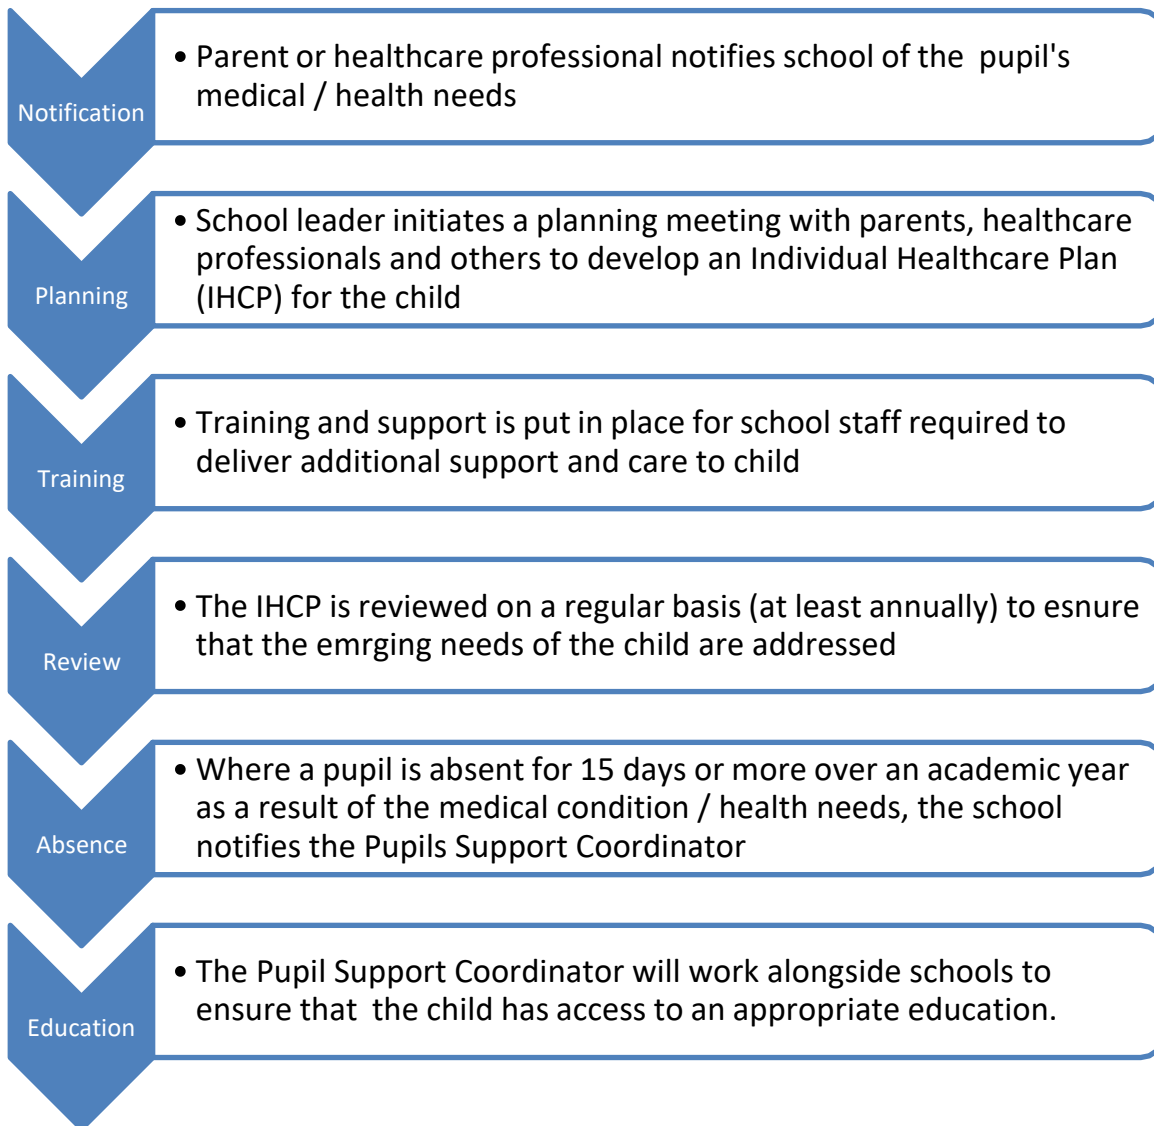 Notification
• Parent or healthcare professional notifies school of the  pupil's
medical / health needs
Planning
• School leader initiates a planning meeting with parents, healthcare
professionals and others to develop an Individual Healthcare Plan
(IHCP) for the child
Training
• Training and support is put in place for school staff required to
deliver additional support and care to child
Review
• The IHCP is reviewed on a regular basis (at least annually) to esnure
that the emrging needs of the child are addressed
Absence
• Where a pupil is absent for 15 days or more over an academic year
as a result of the medical condition / health needs, the school
notifies the Pupils Support Coordinator
Education
• The Pupil Support Coordinator will work alongside schools to
ensure that  the child has access to an appropriate education.